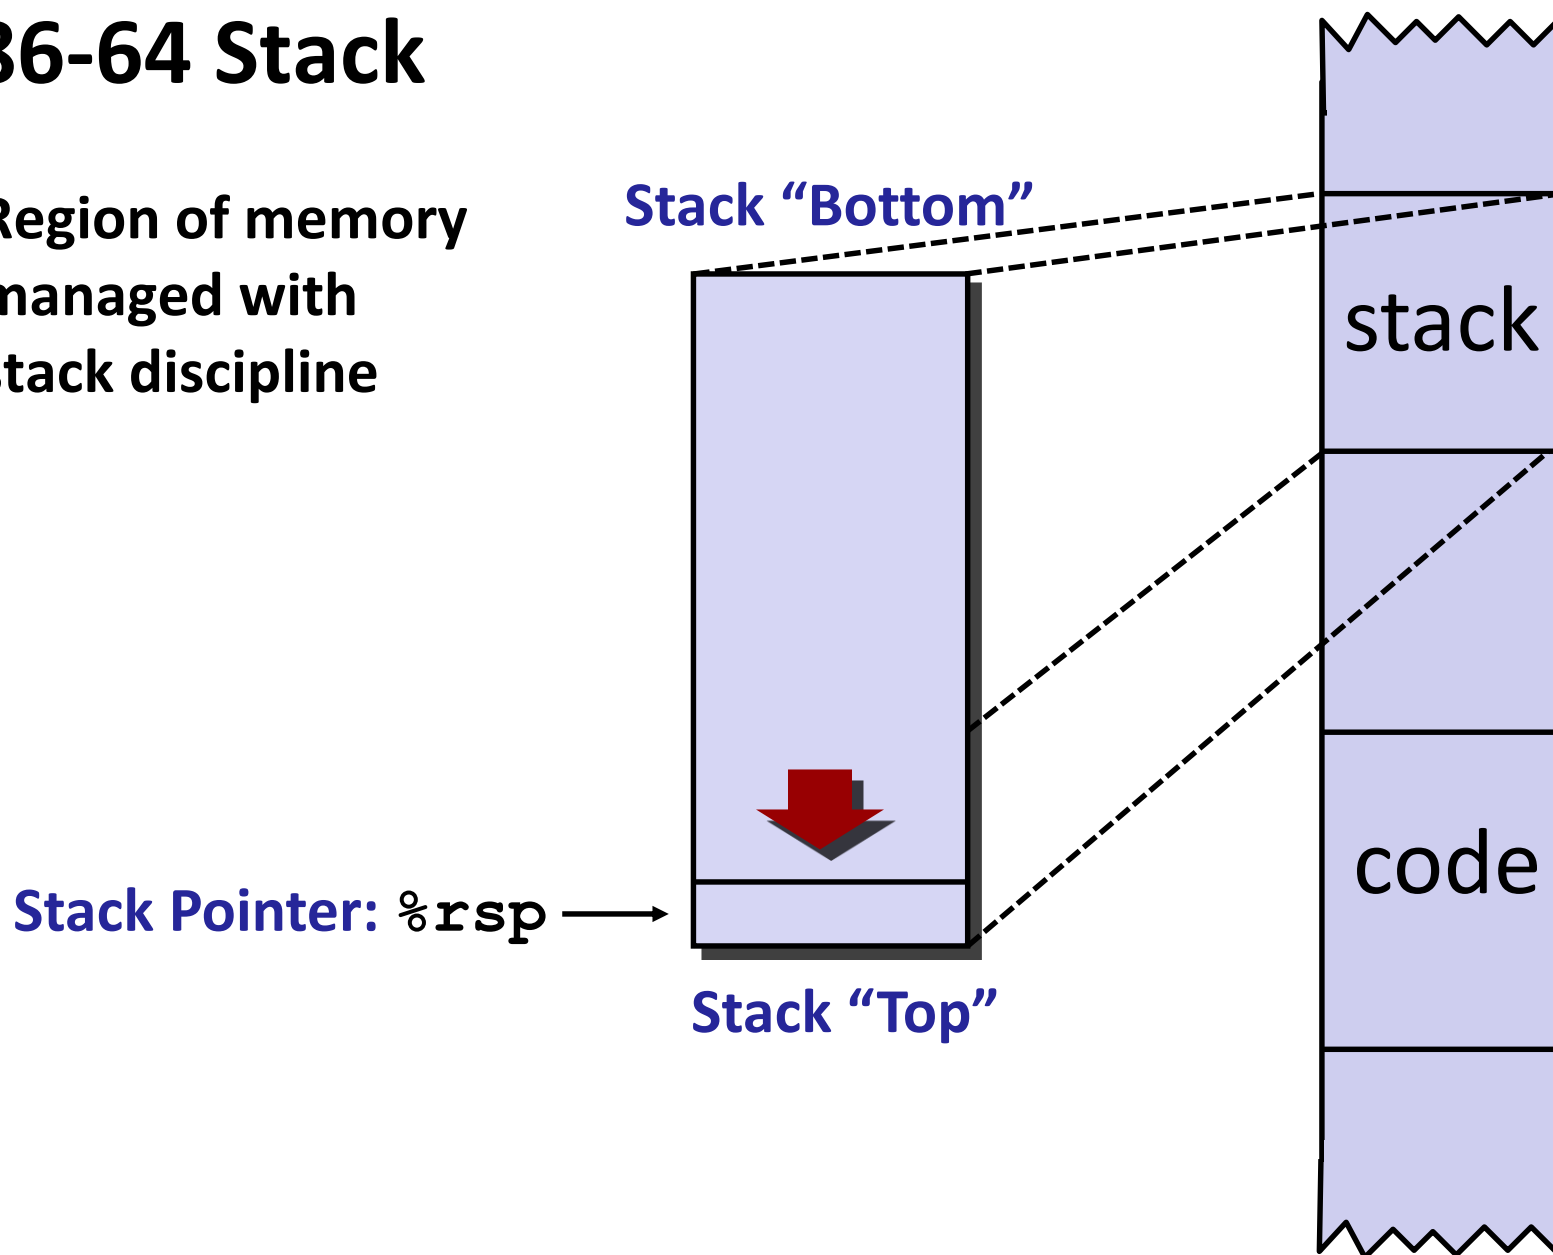 86-64 Stack
Region of memory
managed with
stack discipline
Stack “Bottom”
stack
code
Stack Pointer: %rsp
Stack “Top”